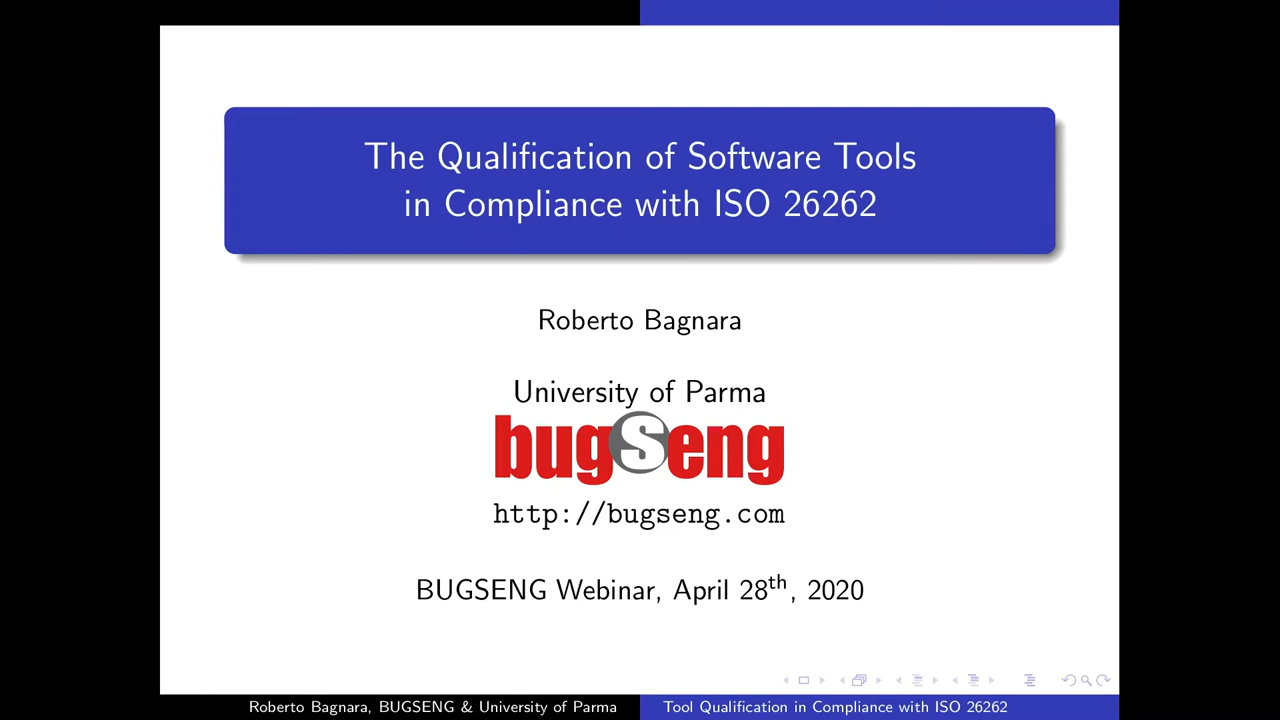 The Qualification of Software Tools
in Compliance with ISO 26262
Roberto Bagnara
University of Parma
bugSeng
http://bugseng.com
BUGSENG Webinar, April 28th, 2020
Roberto Bagnara, BUGSENG & University of Parma
Tool Qualification in Compliance with ISO 26262